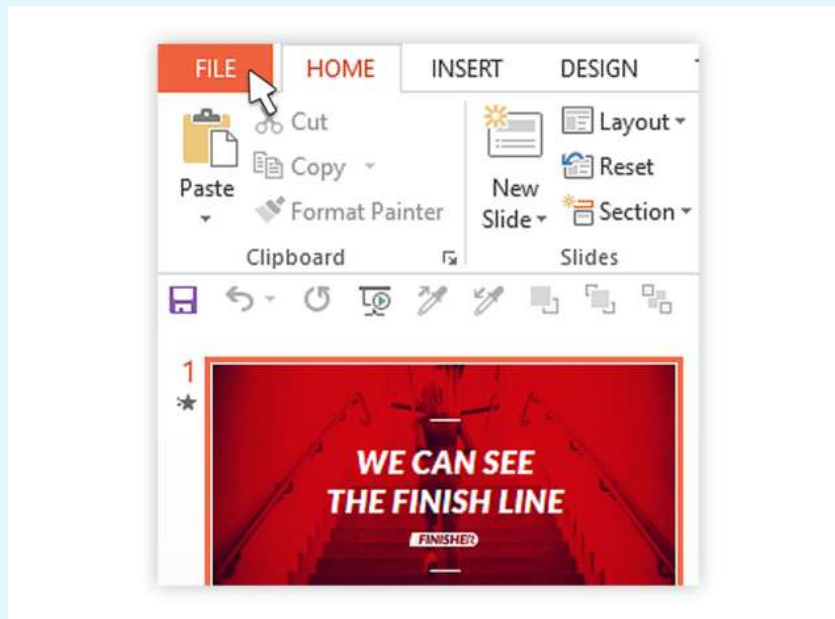 FILE HOME INSERT DESIGN
Cut
Layout
Copy
Reset
Paste
New
Format Painter
Slide
Section
Clipboard
Slides
1
WE CAN SEE
THE FINISH LINE
FINISHER